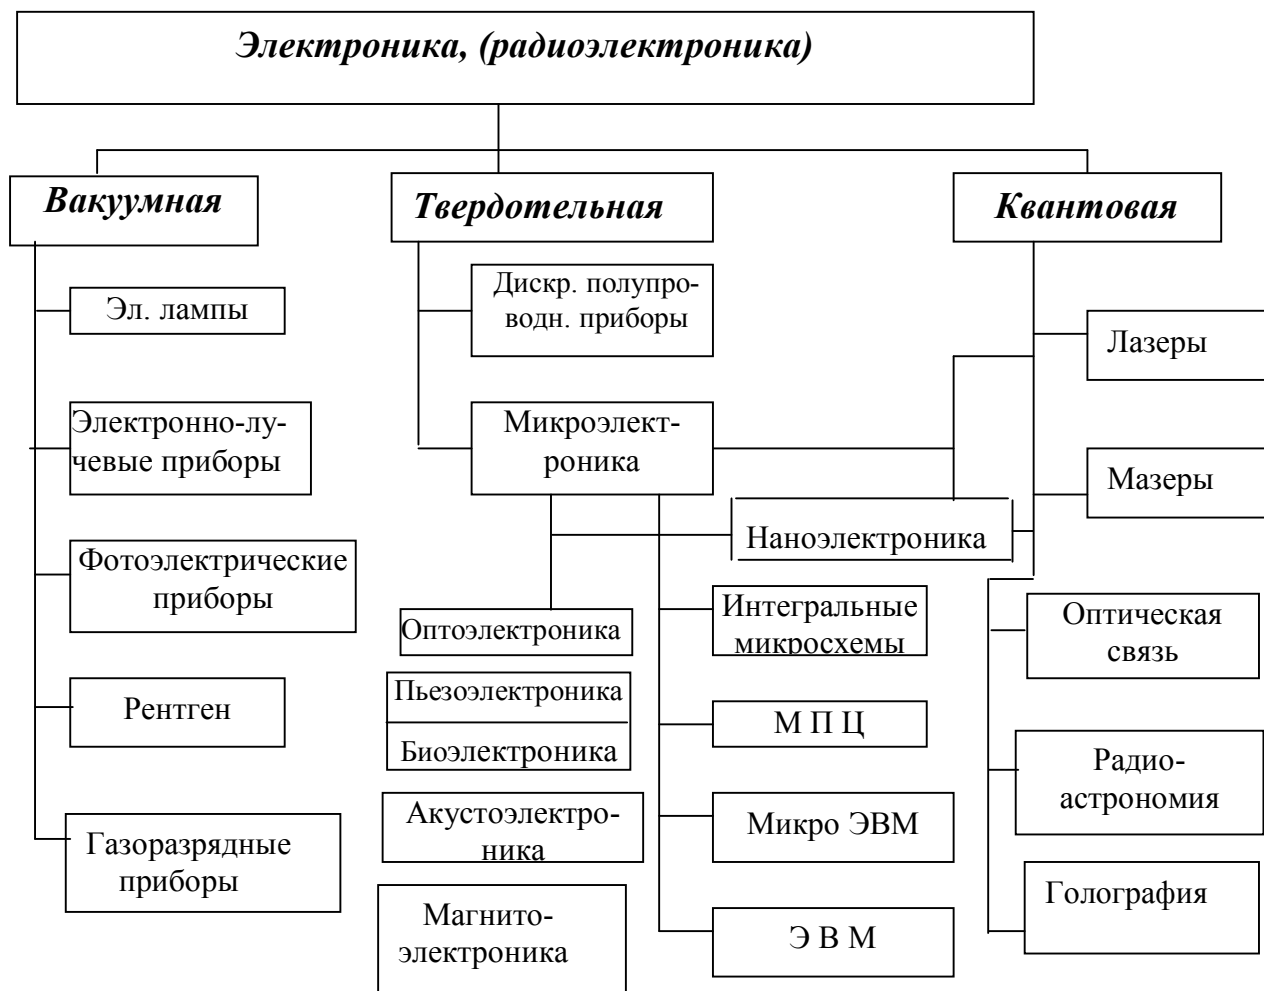 Электроника, (радиоэлектроника)
Вакуумная
Твердотельная
Квантовая
Эл. лампы
Электронно-лу-
чевые приборы
Фотоэлектрические
приборы
Рентген
Газоразрядные
приборы
Дискр. полупро-
водн. приборы
Микроэлект-
роника
Наноэлектроника
Оптоэлектроника
Пьезоэлектроника
Биоэлектроника
Акустоэлектро-
ника
Магнито-
электроника
Интегральные
микросхемы
М П Ц
Микро ЭВМ
Э В М
Лазеры
Мазеры
Оптическая
связь
Радио-
астрономия
Голография